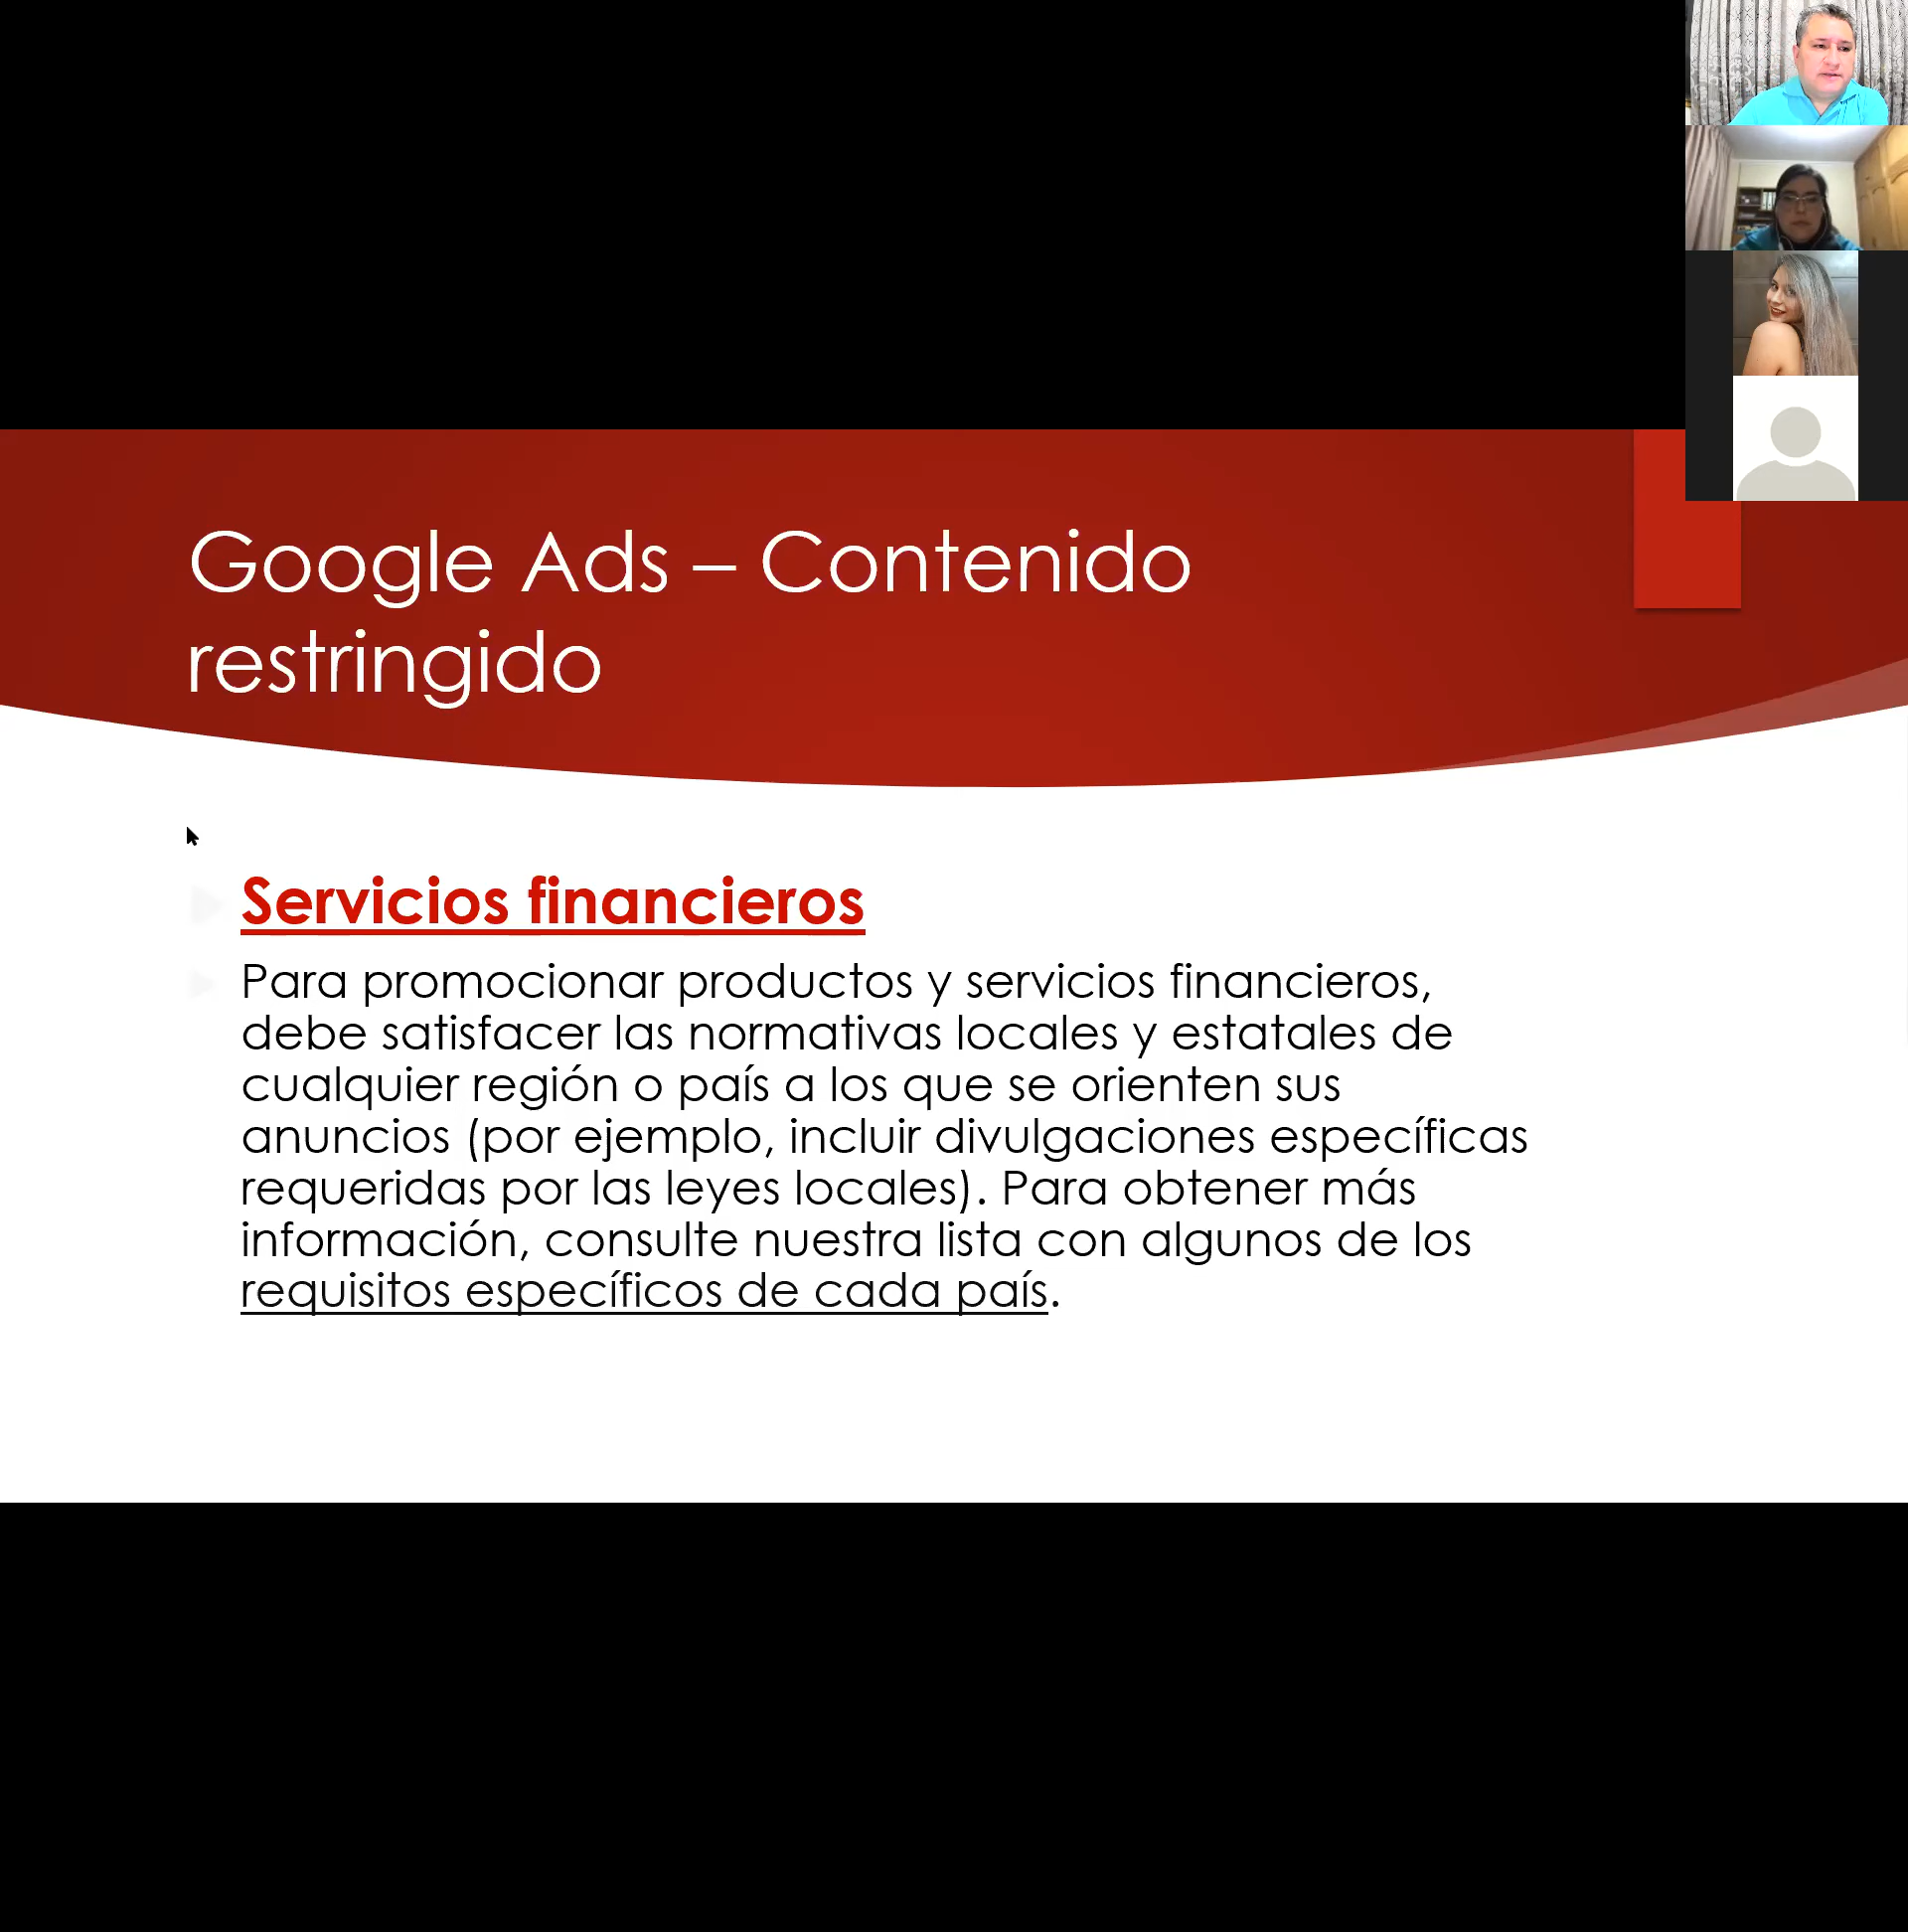 Google Ads – Contenido
restringido
Servicios financieros
Para promocionar productos y servicios financieros,
debe satisfacer las normativas locales y estatales de
cualquier región o país a los que se orienten sus
anuncios (por ejemplo, incluir divulgaciones específicas
requeridas por las leyes locales). Para obtener más
información, consulte nuestra lista con algunos de los
requisitos específicos de cada país.